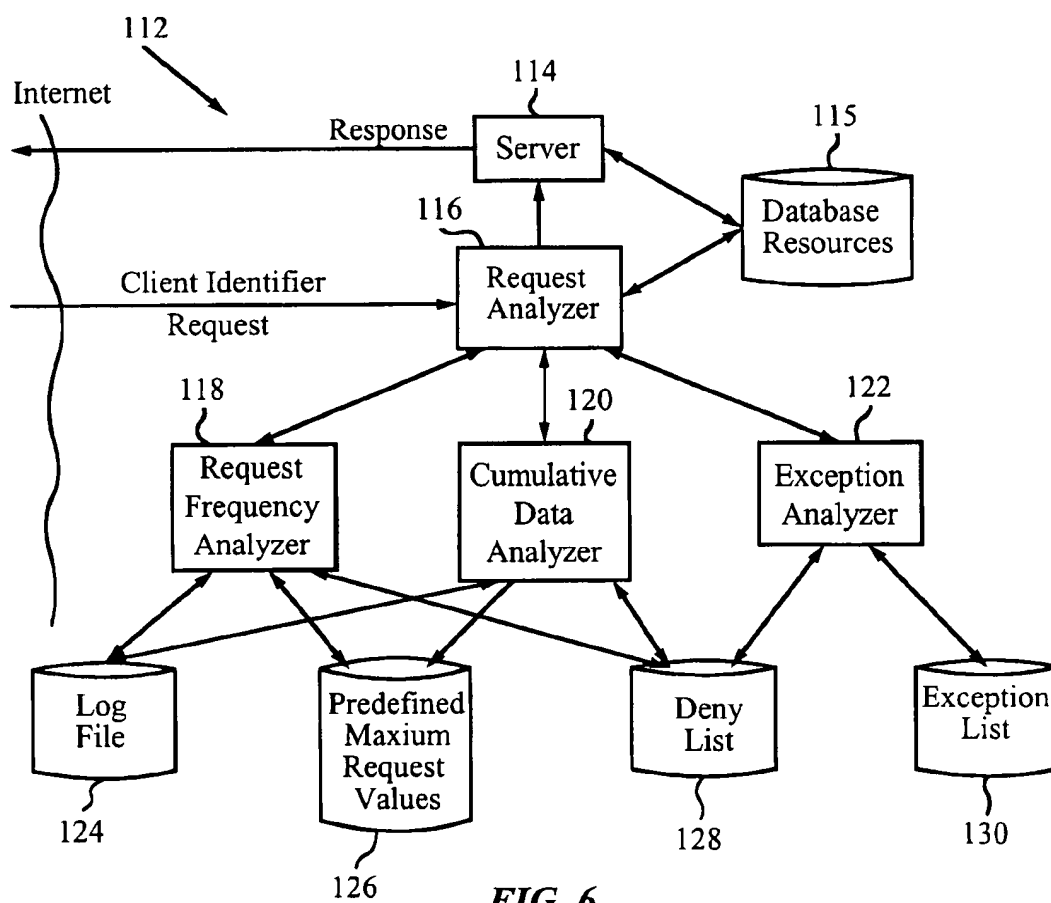 112
Internet
114
Response
Server
115
Database
Resources
116
Request
Analyzer
Client Identifier
Request
118
120
122
Request
Frequency
Analyzer
Cumulative
Data
Analyzer
Exception
Analyzer
Log
File
Predefined
Maxium
Request
Values
Deny
List
Exception
List
124
126
128
130
FIG. 6